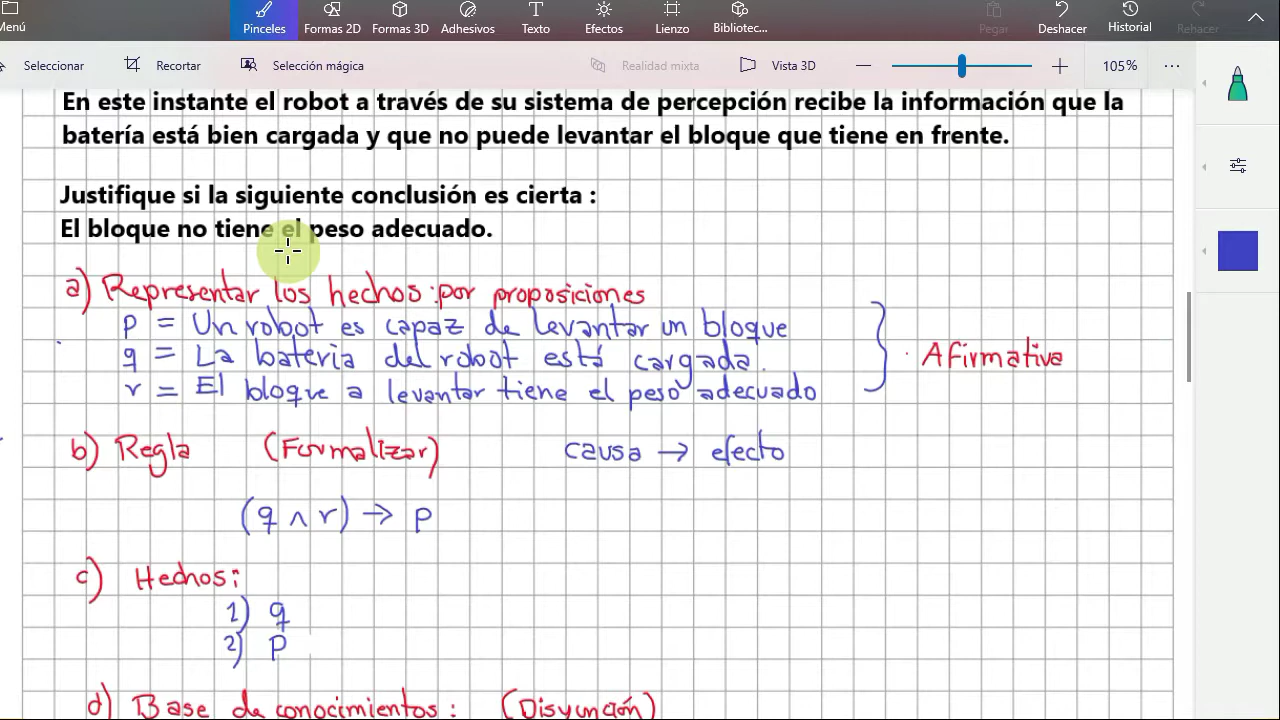 Menú
Pinceles
Formas 2D
Formas 3D
Adhesivos
Texto
Efectos
Lienzo
Bibliotec...
Pegar
Deshacer
Historial
Rehacer
Seleccionar
Recortar
Selección mágica
Realidad mixta
Vista 3D
105%
En este instante el robot a través de su sistema de percepción recibe la información que la
batería está bien cargada y que no puede levantar el bloque que tiene en frente.
Justifique si la siguiente conclusión es cierta :
El bloque no tiene el peso adecuado.
a) Representar los hechos : por proposiciones
p = Un robot es capaz de levantar un bloque
q = La bateria del robot está cargada.
r = El bloque a levantar tiene el peso adecuado
} . Afirmativa
b) Regla (Formalizar) causa → efecto
(q ∧ r) → p
c) Hechos:
1) q
2) p
d) Base de conocimientos : (Disyunción)